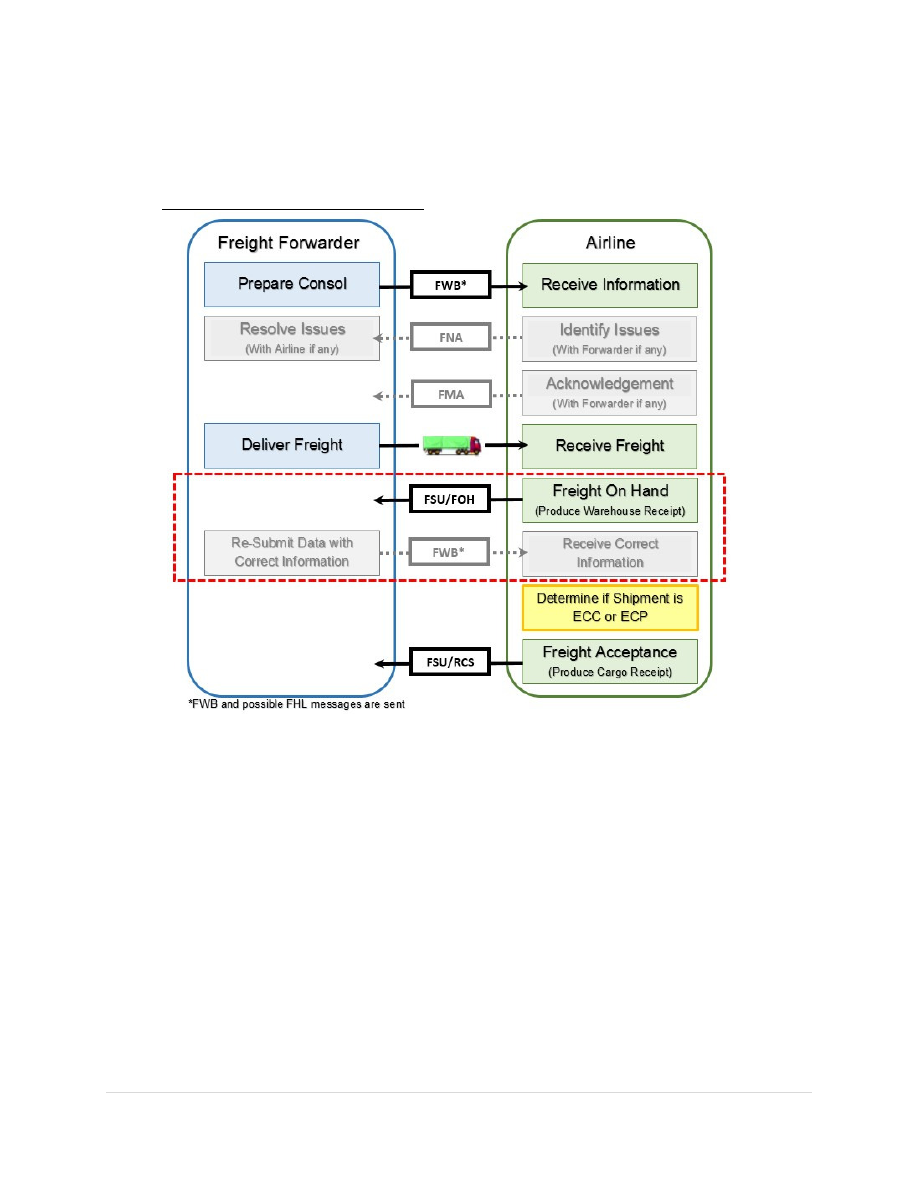 Freight Forwarder
Airline
Prepare Consol
FWB*
Receive Information
Resolve Issues
(With Airline if any)
FNA
Identify Issues
(With Forwarder if any)
FMA
Acknowledgement
(With Forwarder if any)
Deliver Freight
Receive Freight
FSU/FOH
Freight On Hand
(Produce Warehouse Receipt)
Re-Submit Data with
Correct Information
FWB*
Receive Correct
Information
Determine if Shipment is
ECC or ECP
FSU/RCS
Freight Acceptance
(Produce Cargo Receipt)
*FWB and possible FHL messages are sent